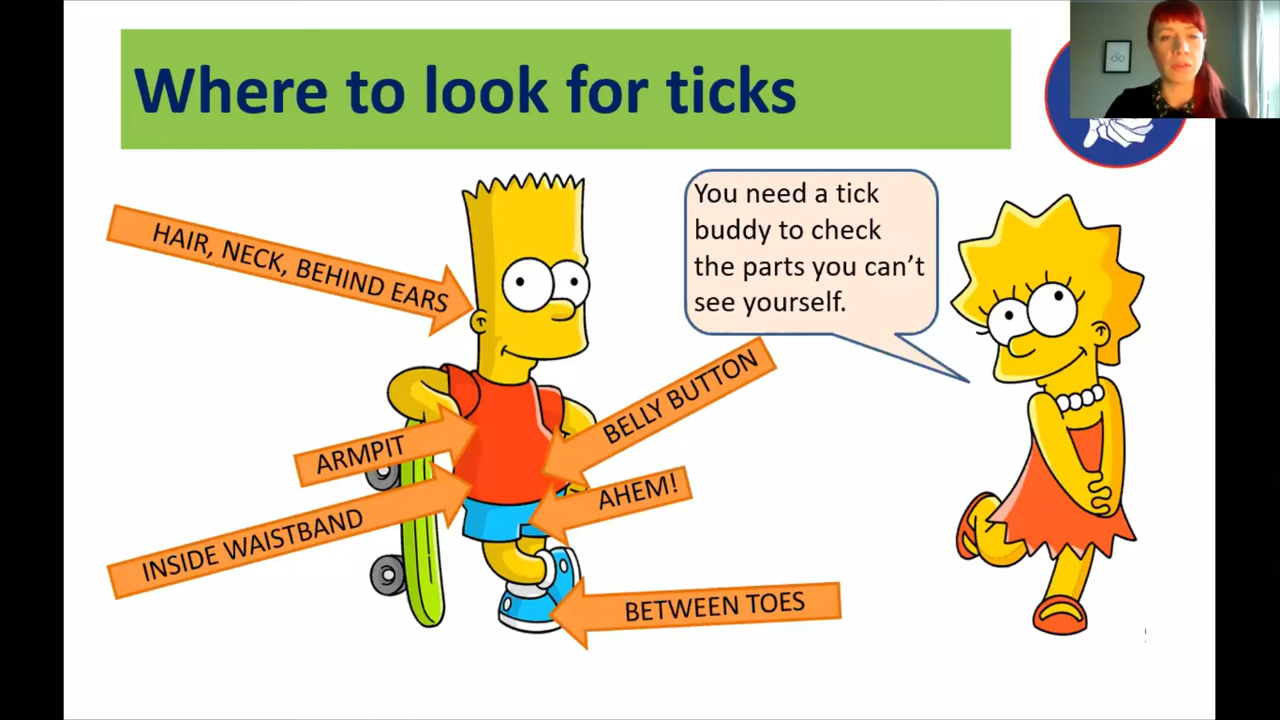 Where to look for ticks
HAIR, NECK, BEHIND EARS
You need a tick
buddy to check
the parts you can’t
see yourself.
BELLY BUTTON
ARMPIT
AHEM!
INSIDE WAISTBAND
BETWEEN TOES